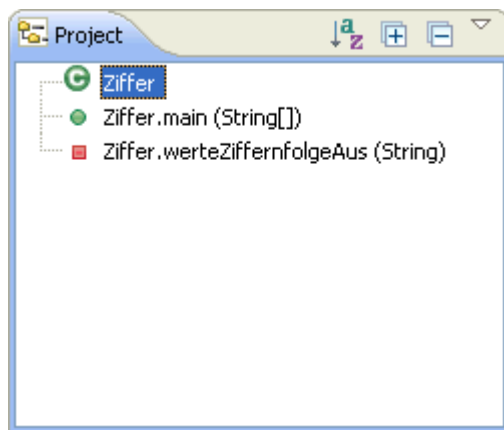 Project
Ziffer
Ziffer.main (String[])
Ziffer.werteZiffernfolgeAus (String)